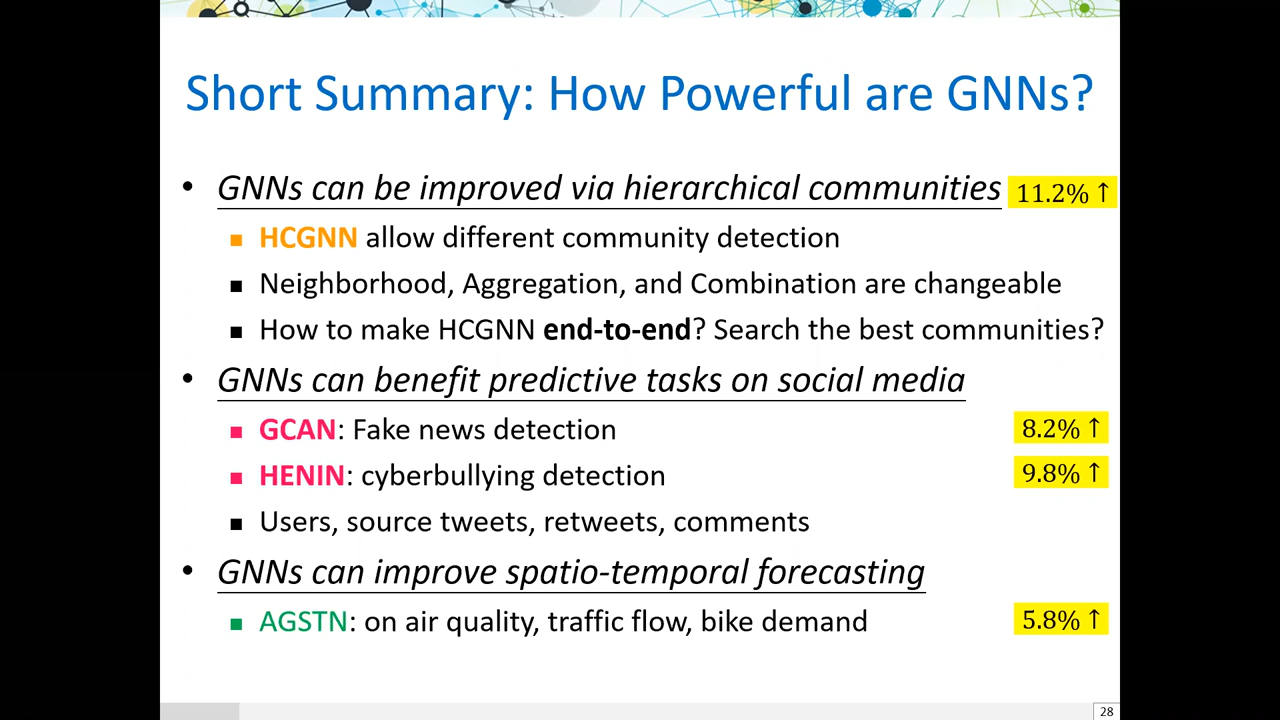 Short Summary: How Powerful are GNNs?
• GNNs can be improved via hierarchical communities 11.2% ↑
▪ HCGNN allow different community detection
▪ Neighborhood, Aggregation, and Combination are changeable
▪ How to make HCGNN end-to-end? Search the best communities?
• GNNs can benefit predictive tasks on social media
▪ GCAN: Fake news detection 8.2% ↑
▪ HENIN: cyberbullying detection 9.8% ↑
▪ Users, source tweets, retweets, comments
• GNNs can improve spatio-temporal forecasting
▪ AGSTN: on air quality, traffic flow, bike demand 5.8% ↑
28